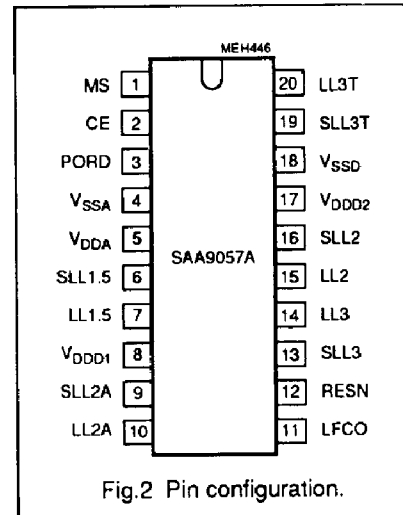 MEH446
MS 1 20 LL3T
CE 2 19 SLL3T
PORD 3 18 VSSD
VSSA 4 17 VDDD2
VDDA 5 16 SLL2
SAA9057A
SLL1.5 6 15 LL2
LL1.5 7 14 LL3
VDDD1 8 13 SLL3
SLL2A 9 12 RESN
LL2A 10 11 LFCO
Fig.2 Pin configuration.